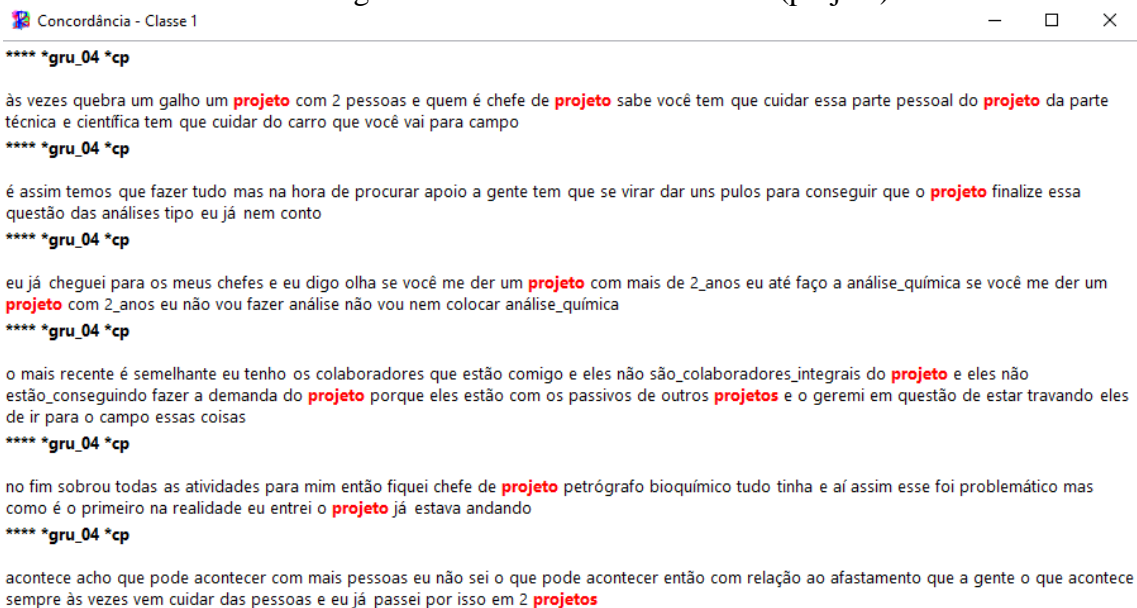 Concordância - Classe 1
**** *gru_04 *cp
às vezes quebra um galho um projeto com 2 pessoas e quem é chefe de projeto sabe você tem que cuidar essa parte pessoal do projeto da parte
técnica e científica tem que cuidar do carro que você vai para campo
**** *gru_04 *cp
é assim temos que fazer tudo mas na hora de procurar apoio a gente tem que se virar dar uns pulos para conseguir que o projeto finalize essa
questão das análises tipo eu já nem conto
**** *gru_04 *cp
eu já cheguei para os meus chefes e eu digo olha se você me der um projeto com mais de 2_anos eu até faço a análise_química se você me der um
projeto com 2_anos eu não vou fazer análise não vou nem colocar análise_química
**** *gru_04 *cp
o mais recente é semelhante eu tenho os colaboradores que estão comigo e eles não são_colaboradores_integrais do projeto e eles não
estão_conseguindo fazer a demanda do projeto porque eles estão com os passivos de outros projetos e o geremi em questão de estar travando eles
de ir para o campo essas coisas
**** *gru_04 *cp
no fim sobrou todas as atividades para mim então fiquei chefe de projeto petrógrafo bioquímico tudo tinha e aí assim esse foi problemático mas
como é o primeiro na realidade eu entrei o projeto já estava andando
**** *gru_04 *cp
acontece acho que pode acontecer com mais pessoas eu não sei o que pode acontecer então com relação ao afastamento que a gente o que acontece
sempre às vezes vem cuidar das pessoas e eu já passei por isso em 2 projetos